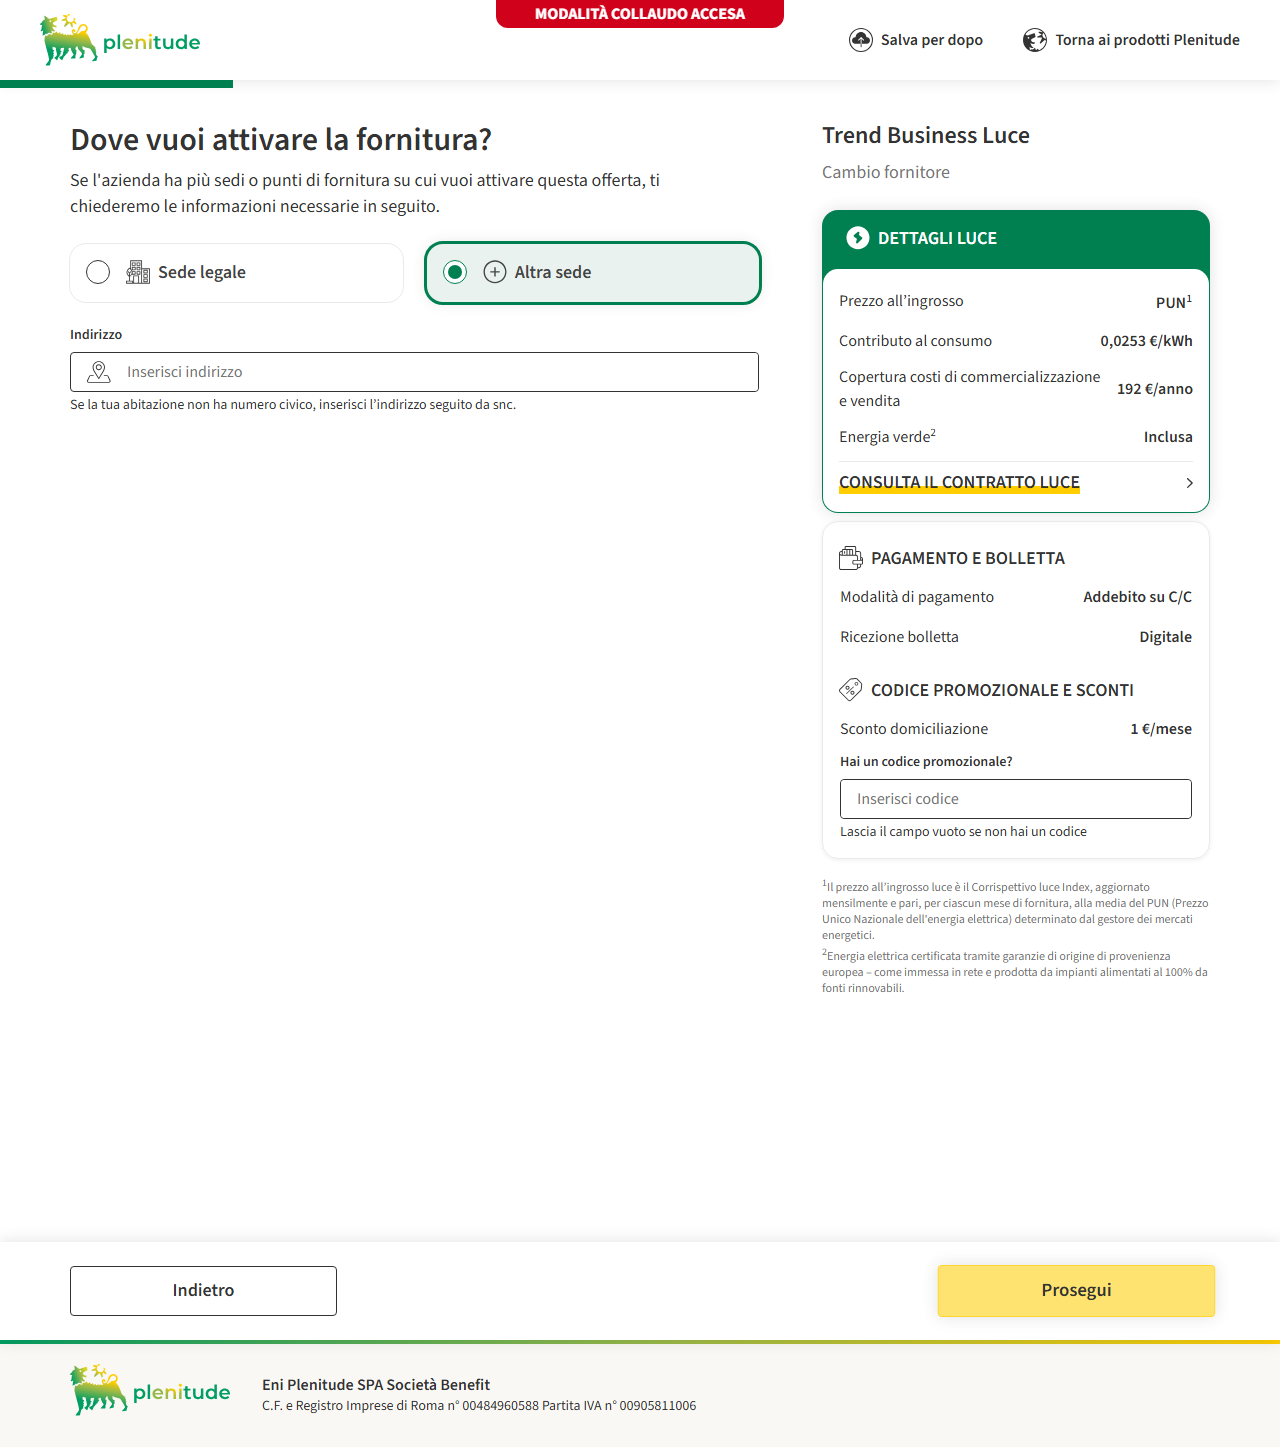 MODALITÀ COLLAUDO ACCESA
plenitude
Salva per dopo
Torna ai prodotti Plenitude
Dove vuoi attivare la fornitura?
Se l'azienda ha più sedi o punti di fornitura su cui vuoi attivare questa offerta, ti
chiederemo le informazioni necessarie in seguito.
Sede legale
Altra sede
Indirizzo
Inserisci indirizzo
Se la tua abitazione non ha numero civico, inserisci l’indirizzo seguito da snc.
Trend Business Luce
Cambio fornitore
DETTAGLI LUCE
Prezzo all’ingrosso PUN¹
Contributo al consumo 0,0253 €/kWh
Copertura costi di commercializzazione
e vendita 192 €/anno
Energia verde² Inclusa
CONSULTA IL CONTRATTO LUCE
PAGAMENTO E BOLLETTA
Modalità di pagamento Addebito su C/C
Ricezione bolletta Digitale
CODICE PROMOZIONALE E SCONTI
Sconto domiciliazione 1 €/mese
Hai un codice promozionale?
Inserisci codice
Lascia il campo vuoto se non hai un codice
¹Il prezzo all’ingrosso luce è il Corrispettivo luce Index, aggiornato
mensilmente e pari, per ciascun mese di fornitura, alla media del PUN (Prezzo
Unico Nazionale dell'energia elettrica) determinato dal gestore dei mercati
energetici.
²Energia elettrica certificata tramite garanzie di origine di provenienza
europea – come immessa in rete e prodotta da impianti alimentati al 100% da
fonti rinnovabili.
Indietro
Prosegui
plenitude
Eni Plenitude SPA Società Benefit
C.F. e Registro Imprese di Roma n° 00484960588 Partita IVA n° 00905811006